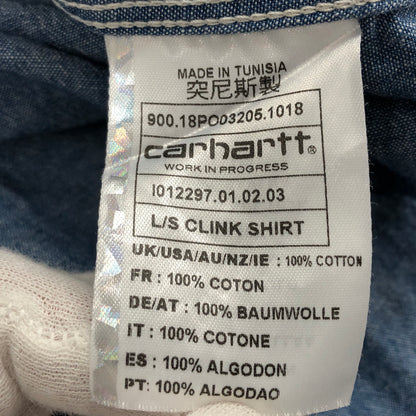 MADE IN TUNISIA
突尼斯製
900.18PO03205.1018
carhartt®
WORK IN PROGRESS
I012297.01.02.03
L/S CLINK SHIRT
UK/USA/AU/NZ/IE : 100% COTTON
FR : 100% COTON
DE/AT : 100% BAUMWOLLE
IT : 100% COTONE
ES : 100% ALGODON
PT: 100% ALGODAO